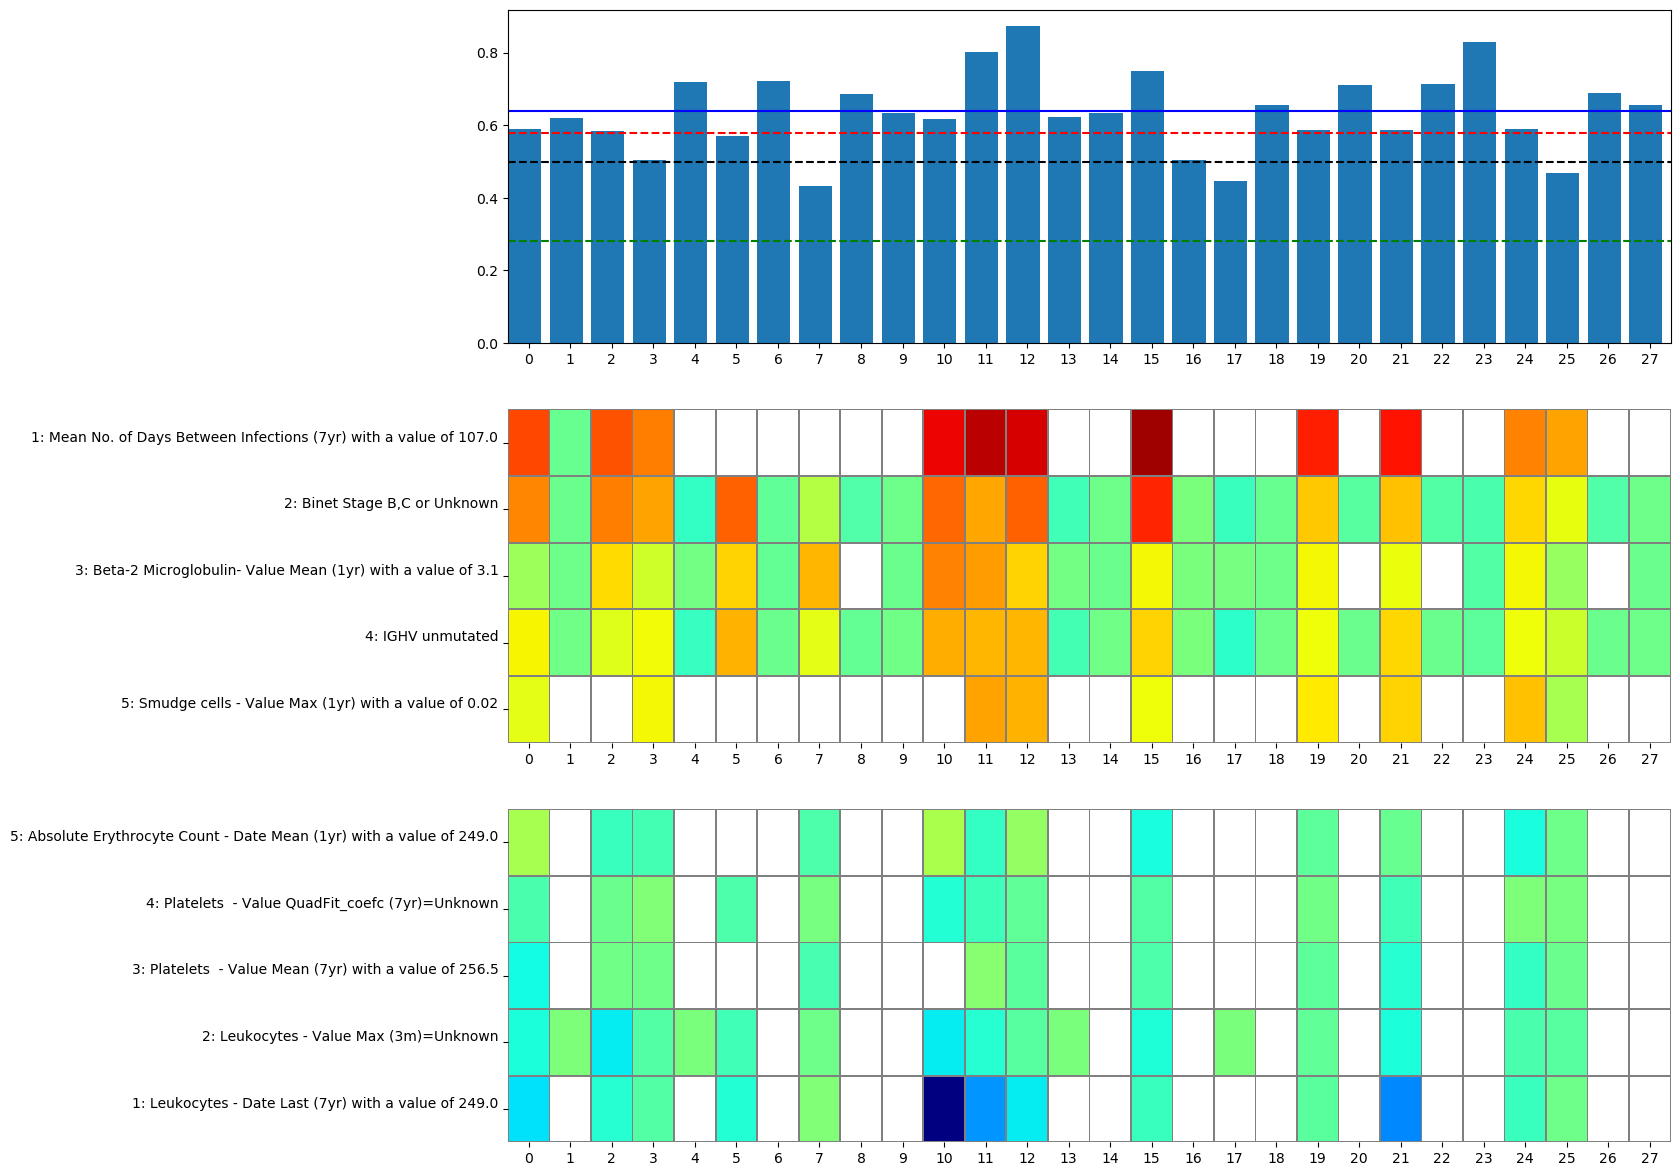 0.8
0.6
0.4
0.2
0.0
0 1 2 3 4 5 6 7 8 9 10 11 12 13 14 15 16 17 18 19 20 21 22 23 24 25 26 27
1: Mean No. of Days Between Infections (7yr) with a value of 107.0
2: Binet Stage B,C or Unknown
3: Beta-2 Microglobulin- Value Mean (1yr) with a value of 3.1
4: IGHV unmutated
5: Smudge cells - Value Max (1yr) with a value of 0.02
0 1 2 3 4 5 6 7 8 9 10 11 12 13 14 15 16 17 18 19 20 21 22 23 24 25 26 27
5: Absolute Erythrocyte Count - Date Mean (1yr) with a value of 249.0
4: Platelets  - Value QuadFit_coefc (7yr)=Unknown
3: Platelets  - Value Mean (7yr) with a value of 256.5
2: Leukocytes - Value Max (3m)=Unknown
1: Leukocytes - Date Last (7yr) with a value of 249.0
0 1 2 3 4 5 6 7 8 9 10 11 12 13 14 15 16 17 18 19 20 21 22 23 24 25 26 27